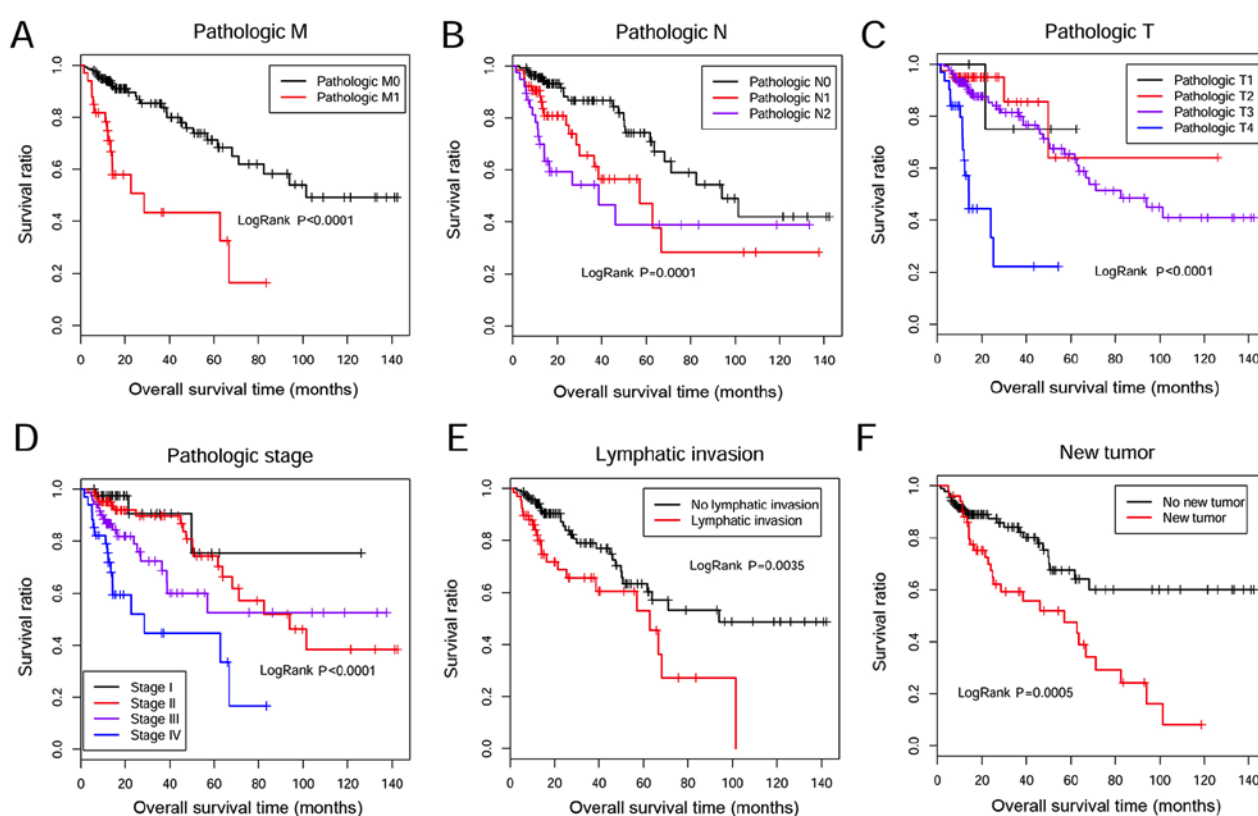 A
Pathologic M
Survival ratio
0.0 0.2 0.4 0.6 0.8 1.0
Pathologic M0
Pathologic M1
LogRank P<0.0001
0 20 40 60 80 100 120 140
Overall survival time (months)
B
Pathologic N
Survival ratio
0.0 0.2 0.4 0.6 0.8 1.0
Pathologic N0
Pathologic N1
Pathologic N2
LogRank P=0.0001
0 20 40 60 80 100 120 140
Overall survival time (months)
C
Pathologic T
Survival ratio
0.0 0.2 0.4 0.6 0.8 1.0
Pathologic T1
Pathologic T2
Pathologic T3
Pathologic T4
LogRank P<0.0001
0 20 40 60 80 100 120 140
Overall survival time (months)
D
Pathologic stage
Survival ratio
0.0 0.2 0.4 0.6 0.8 1.0
LogRank P<0.0001
Stage I
Stage II
Stage III
Stage IV
0 20 40 60 80 100 120 140
Overall survival time (months)
E
Lymphatic invasion
Survival ratio
0.0 0.2 0.4 0.6 0.8 1.0
No lymphatic invasion
Lymphatic invasion
LogRank P=0.0035
0 20 40 60 80 100 120 140
Overall survival time (months)
F
New tumor
Survival ratio
0.0 0.2 0.4 0.6 0.8 1.0
No new tumor
New tumor
LogRank P=0.0005
0 20 40 60 80 100 120 140
Overall survival time (months)